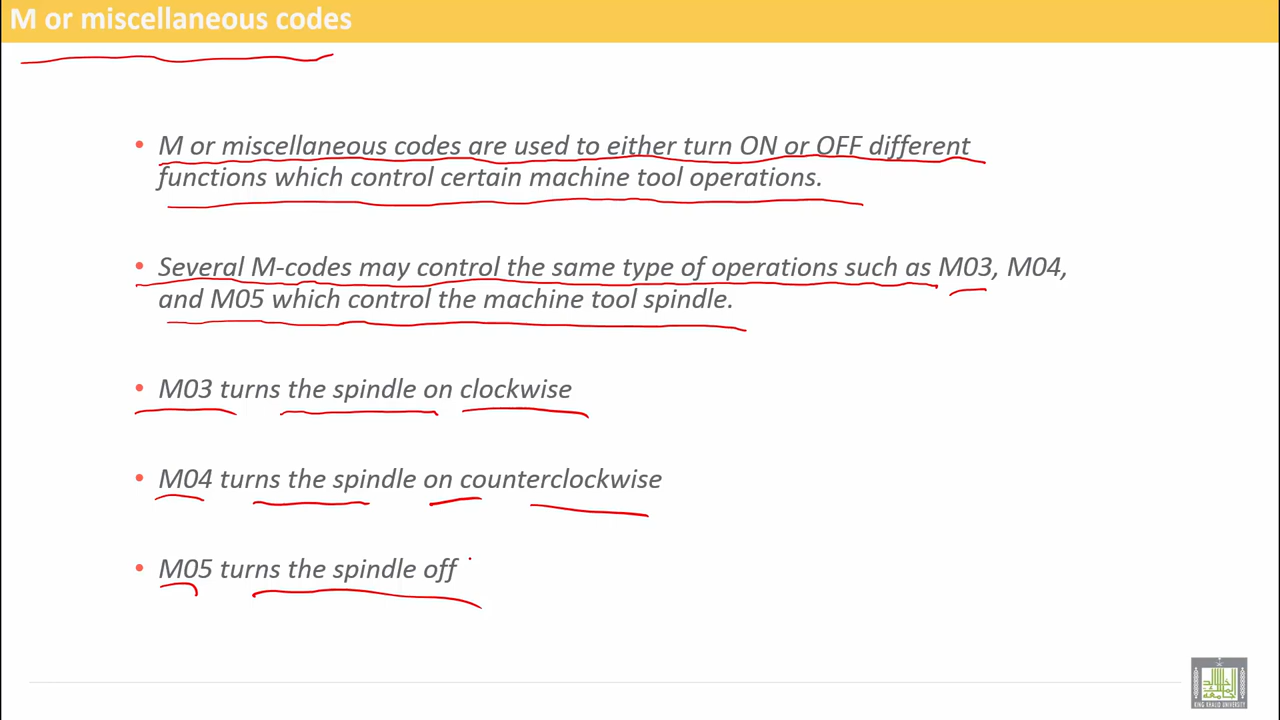 M or miscellaneous codes
• M or miscellaneous codes are used to either turn ON or OFF different
functions which control certain machine tool operations.
• Several M-codes may control the same type of operations such as M03, M04,
and M05 which control the machine tool spindle.
• M03 turns the spindle on clockwise
• M04 turns the spindle on counterclockwise
• M05 turns the spindle off
KING KHALID UNIVERSITY